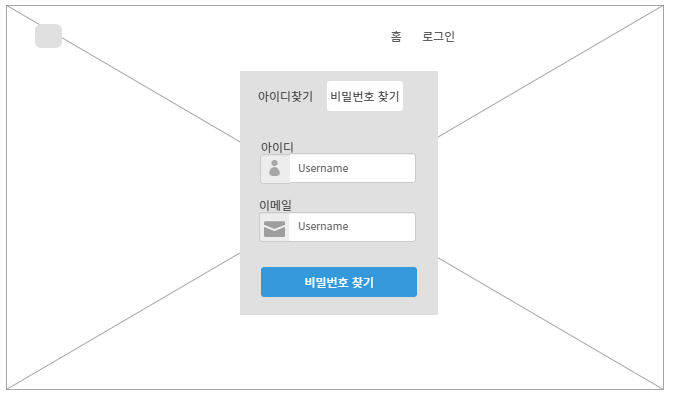 홈 로그인
아이디찾기 비밀번호 찾기
아이디
Username
이메일
Username
비밀번호 찾기